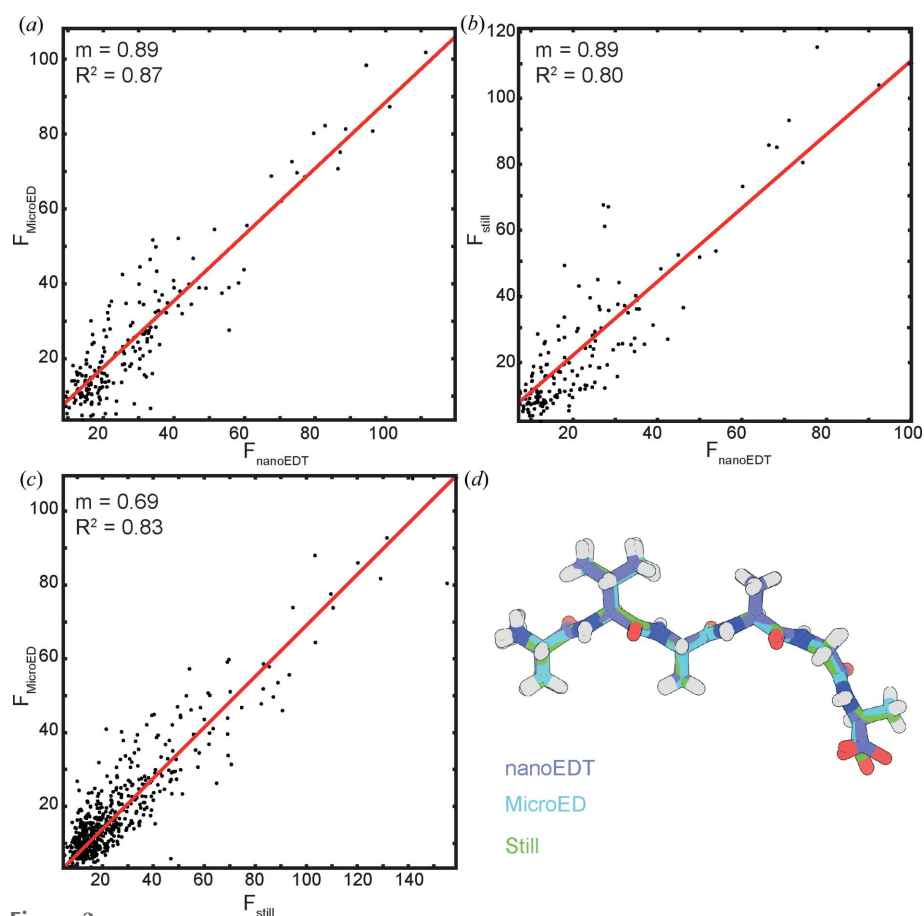 (a)
m = 0.89
R² = 0.87
100
80
60
40
20
F_MicroED
20 40 60 80 100
F_nanoEDT
(b)
m = 0.89
R² = 0.80
120
100
80
60
40
20
F_still
20 40 60 80 100
F_nanoEDT
(c)
m = 0.69
R² = 0.83
100
80
60
40
20
F_MicroED
20 40 60 80 100 120 140
F_still
(d)
nanoEDT
MicroED
Still